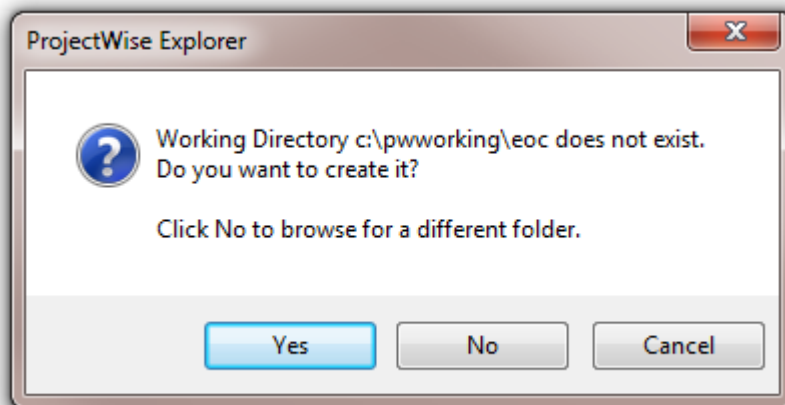 ProjectWise Explorer
Working Directory c:\pwworking\eoc does not exist.
Do you want to create it?
Click No to browse for a different folder.
Yes
No
Cancel